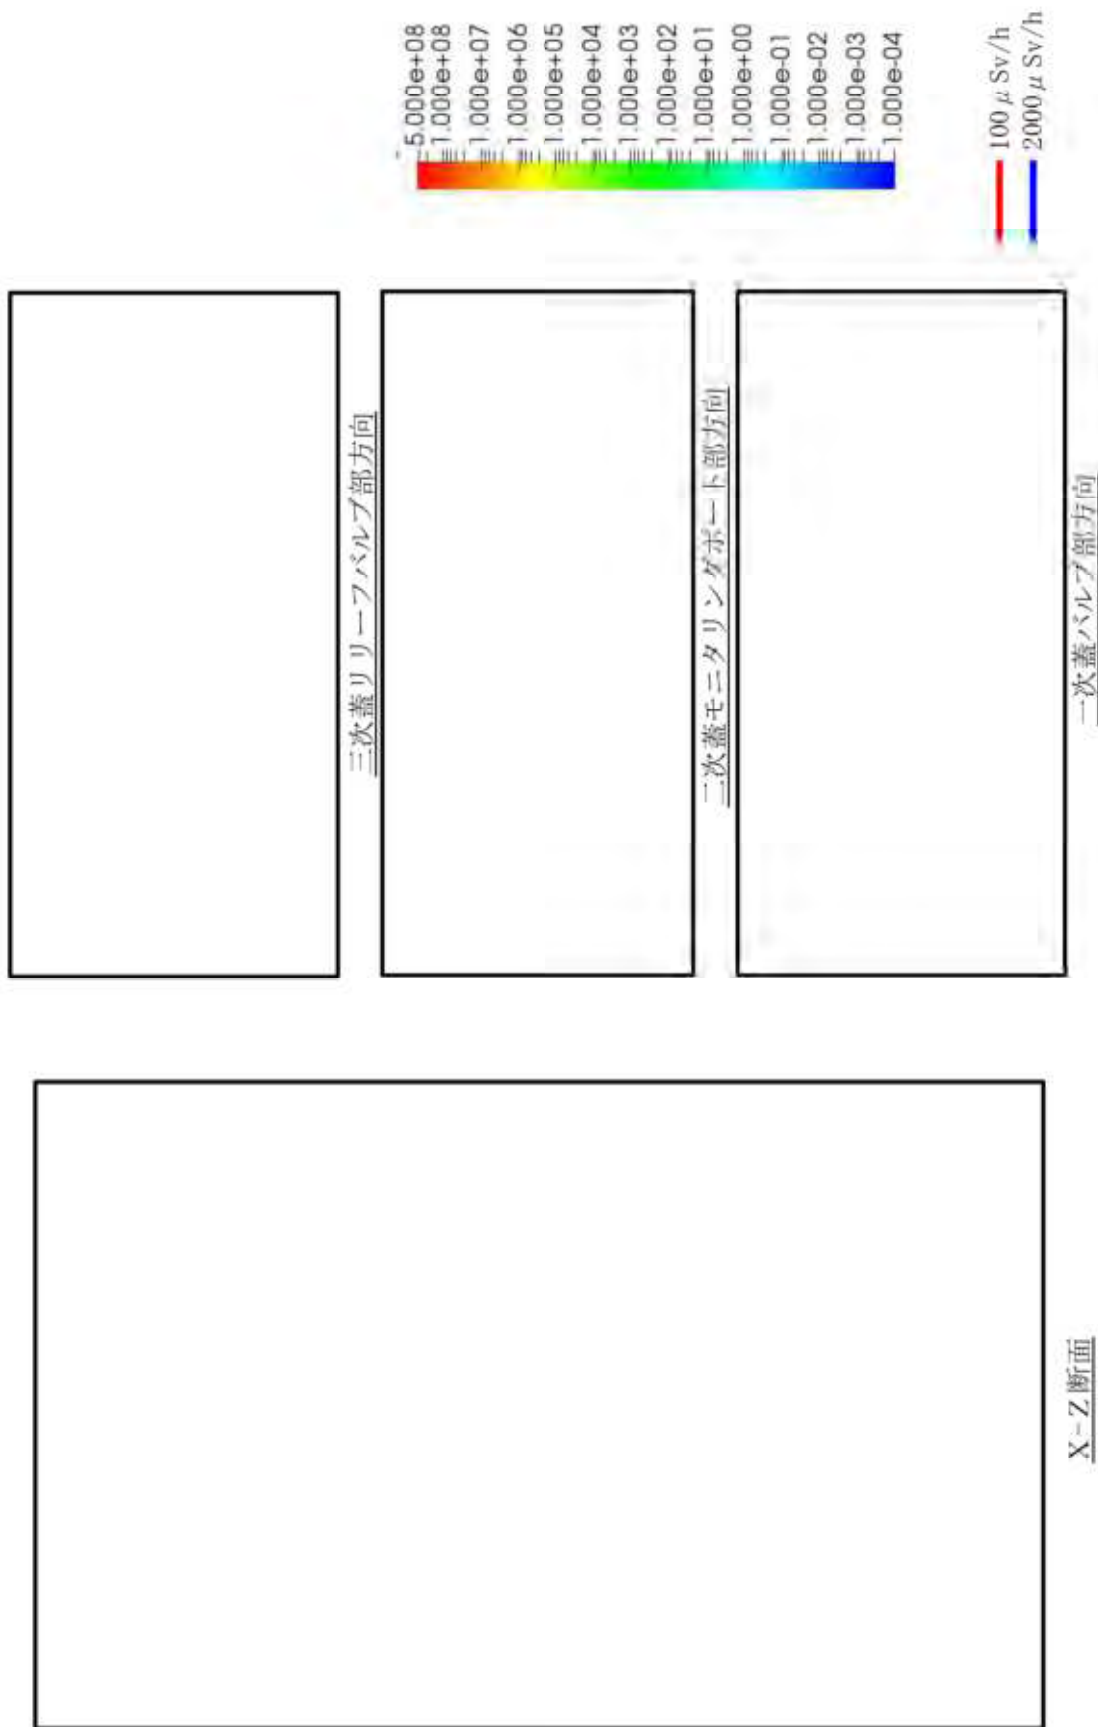 5.000e+08
1.000e+08
1.000e+07
1.000e+06
1.000e+05
1.000e+04
1.000e+03
1.000e+02
1.000e+01
1.000e+00
1.000e-01
1.000e-02
1.000e-03
1.000e-04
100μSv/h
2000μSv/h
三次蓋リリーフバルブ部方向
二次蓋モニタリングポート部方向
二次蓋バルブ部方向
X-Z断面